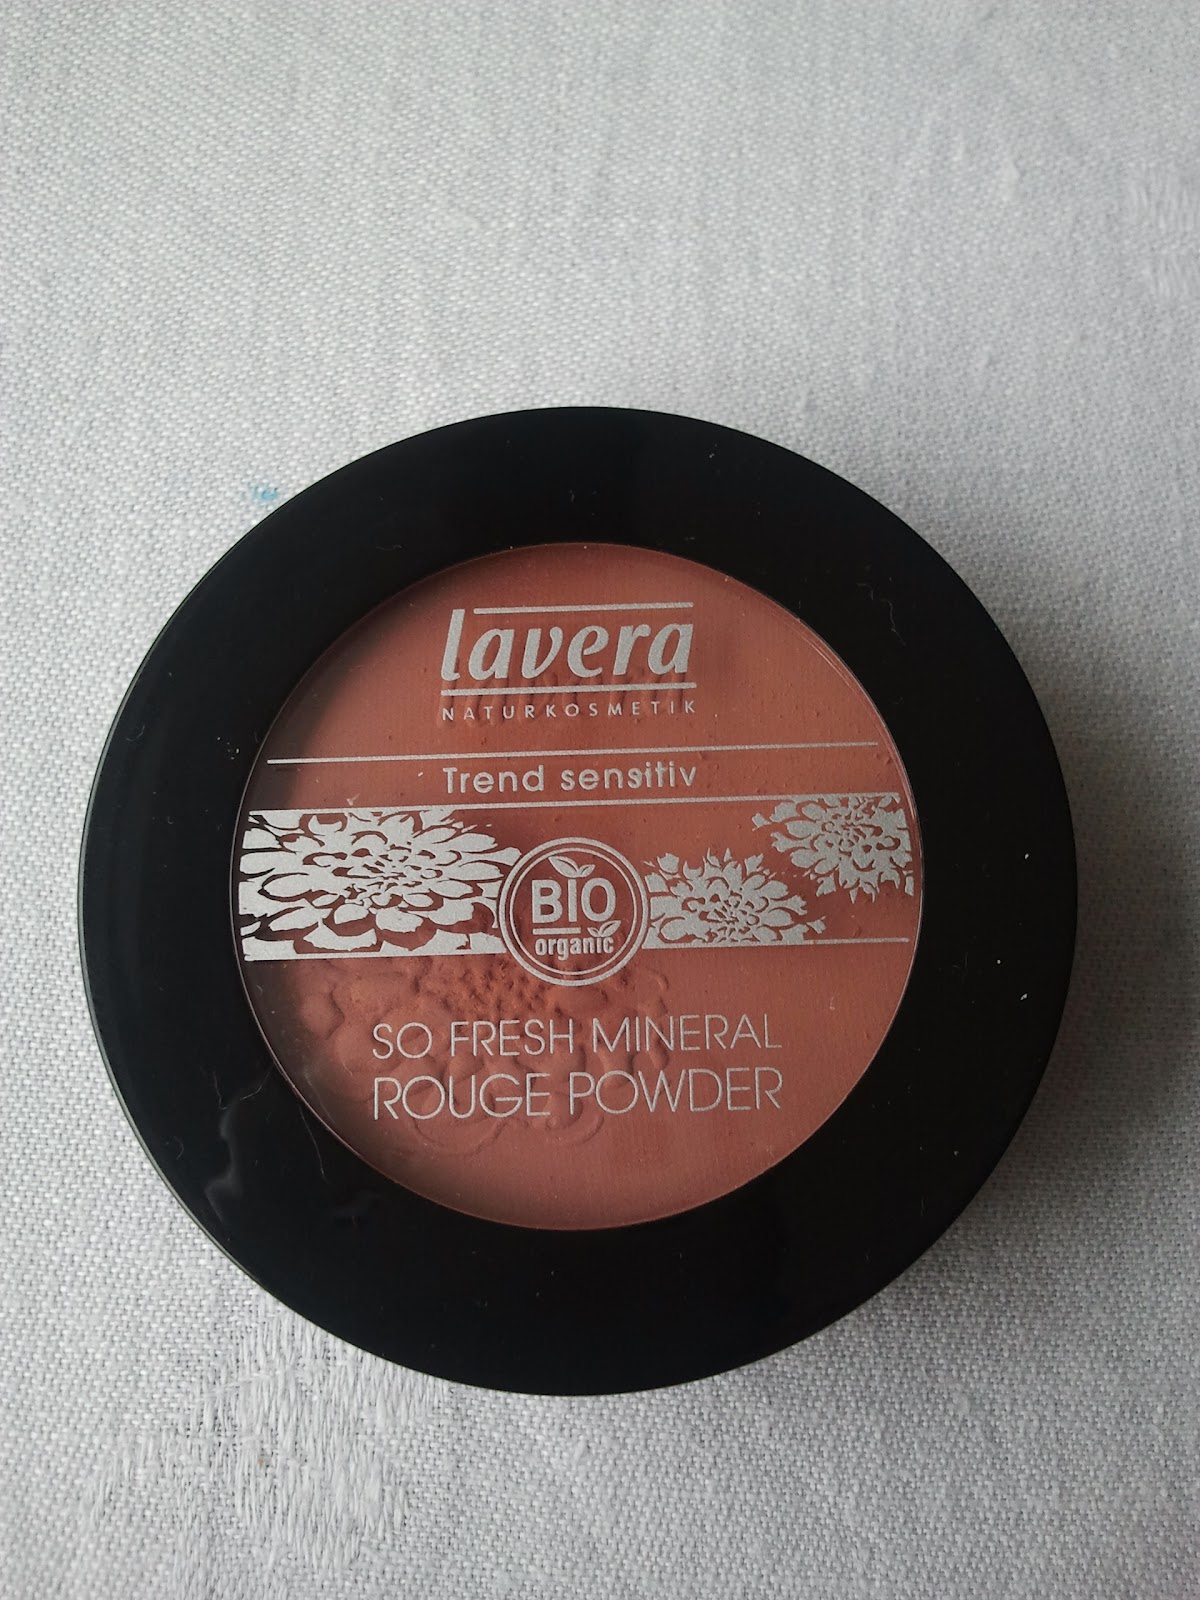 lavera
NATURKOSMETIK
Trend sensitiv
BIO
organic
SO FRESH MINERAL
ROUGE POWDER